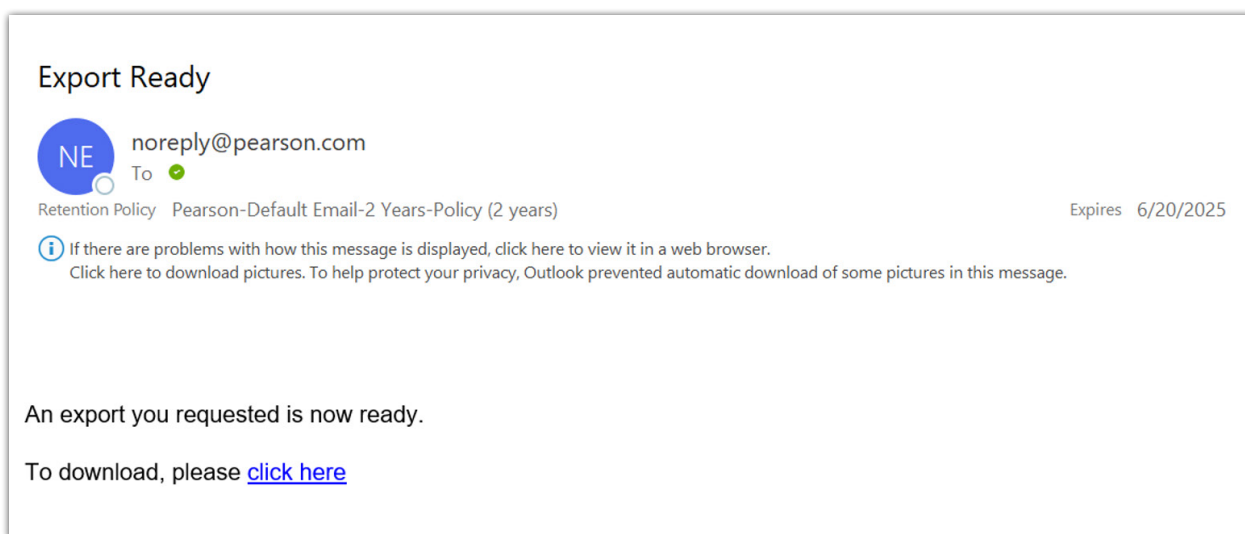 Export Ready
NE
noreply@pearson.com
To
Retention Policy Pearson-Default Email-2 Years-Policy (2 years) Expires 6/20/2025
If there are problems with how this message is displayed, click here to view it in a web browser.
Click here to download pictures. To help protect your privacy, Outlook prevented automatic download of some pictures in this message.
An export you requested is now ready.
To download, please click here